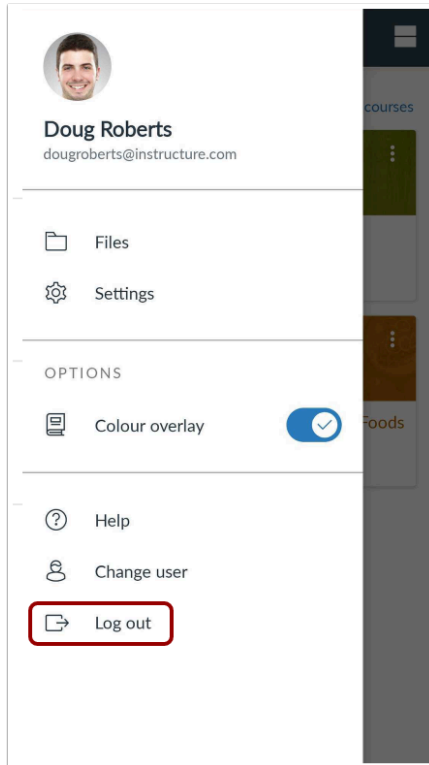 courses
Doug Roberts
dougroberts@instructure.com
Files
Settings
OPTIONS
Colour overlay
Foods
Help
Change user
Log out